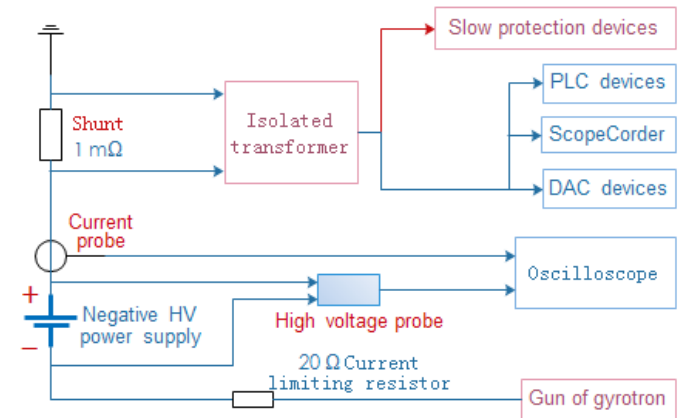 Slow protection devices
PLC devices
Shunt
1 mΩ
Isolated
transformer
ScopeCorder
DAC devices
Current
probe
Oscilloscope
+
Negative HV
power supply
−
High voltage probe
20 Ω Current
limiting resistor
Gun of gyrotron